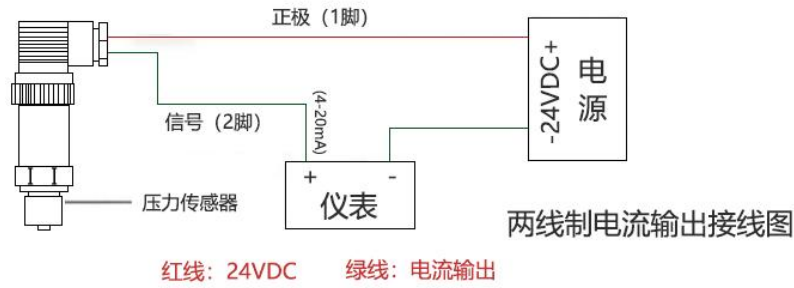 正极（1脚）
-24VDC+
电源
信号（2脚）
(4-20mA)
+ -
仪表
压力传感器
两线制电流输出接线图
红线：24VDC 绿线：电流输出